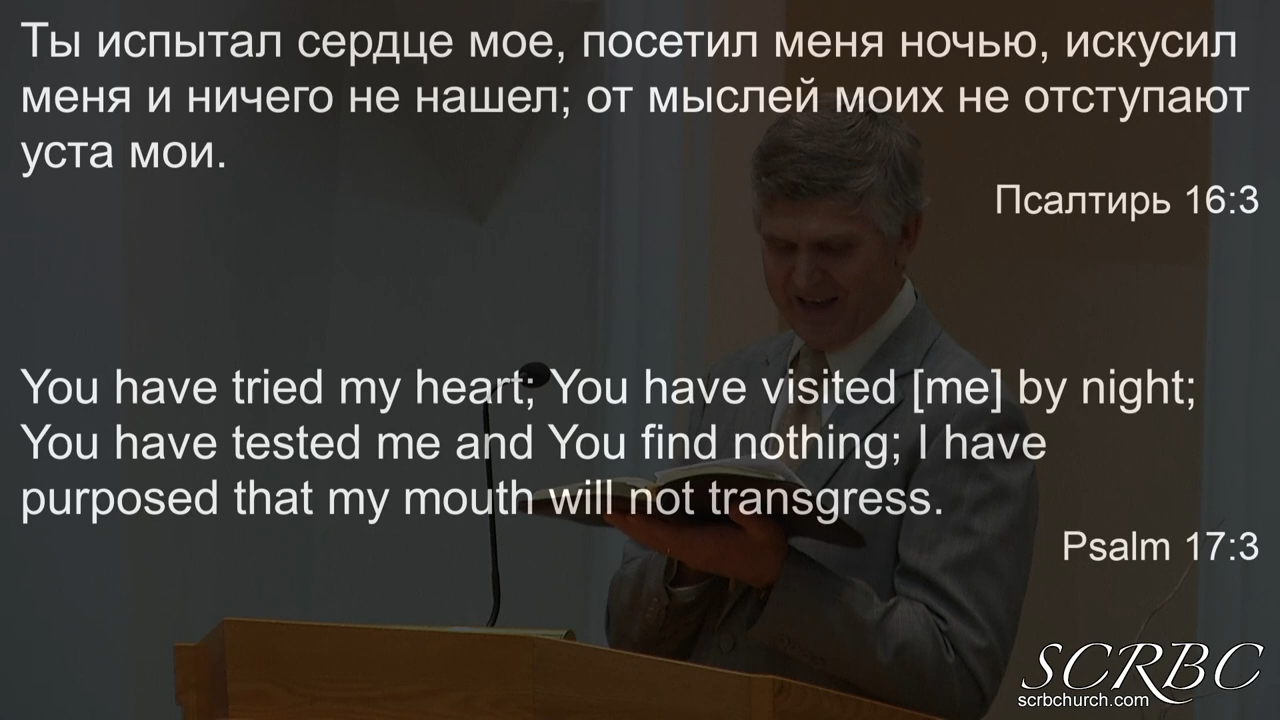 Ты испытал сердце мое, посетил меня ночью, искусил
меня и ничего не нашел; от мыслей моих не отступают
уста мои.
Псалтирь 16:3
You have tried my heart; You have visited [me] by night;
You have tested me and You find nothing; I have
purposed that my mouth will not transgress.
Psalm 17:3
SCRBC
scrbchurch.com